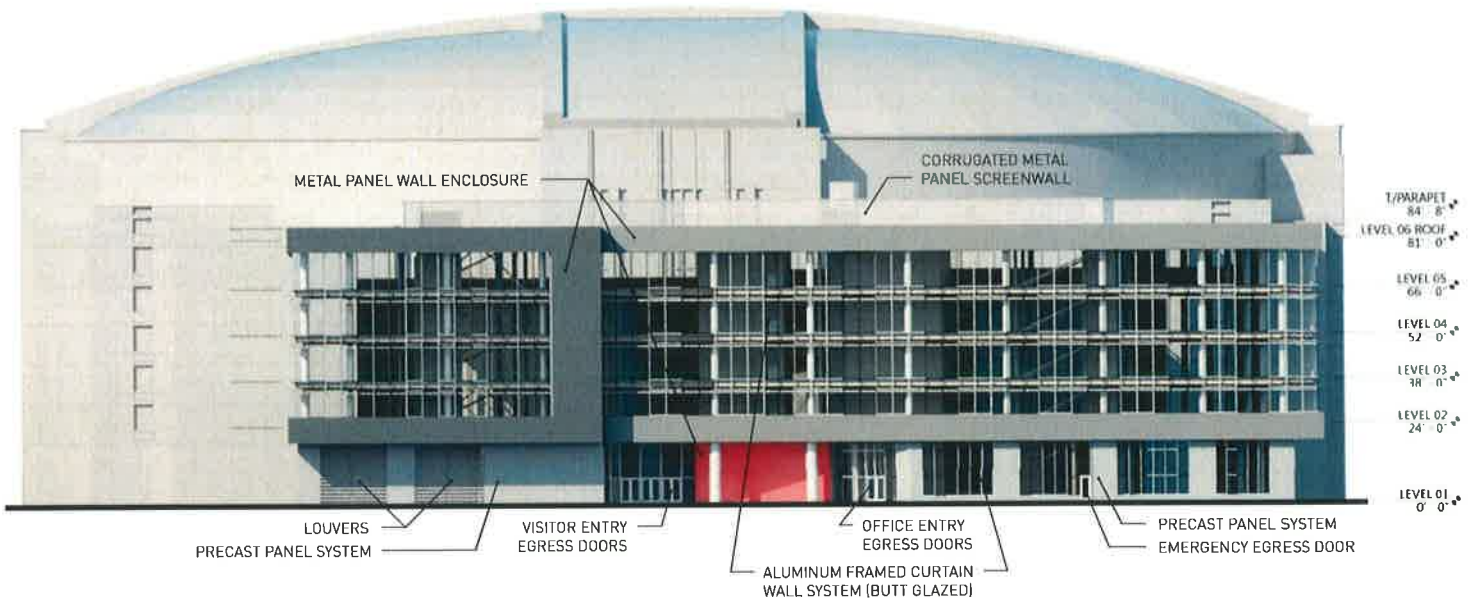 METAL PANEL WALL ENCLOSURE
CORRUGATED METAL
PANEL SCREENWALL
T/PARAPET
84' 8"
LEVEL 06 ROOF
81' 0"
LEVEL 05
66' 0"
LEVEL 04
52' 0"
LEVEL 03
38' 0"
LEVEL 02
24' 0"
LEVEL 01
0' 0"
LOUVERS
PRECAST PANEL SYSTEM
VISITOR ENTRY
EGRESS DOORS
OFFICE ENTRY
EGRESS DOORS
PRECAST PANEL SYSTEM
EMERGENCY EGRESS DOOR
ALUMINUM FRAMED CURTAIN
WALL SYSTEM (BUTT GLAZED)